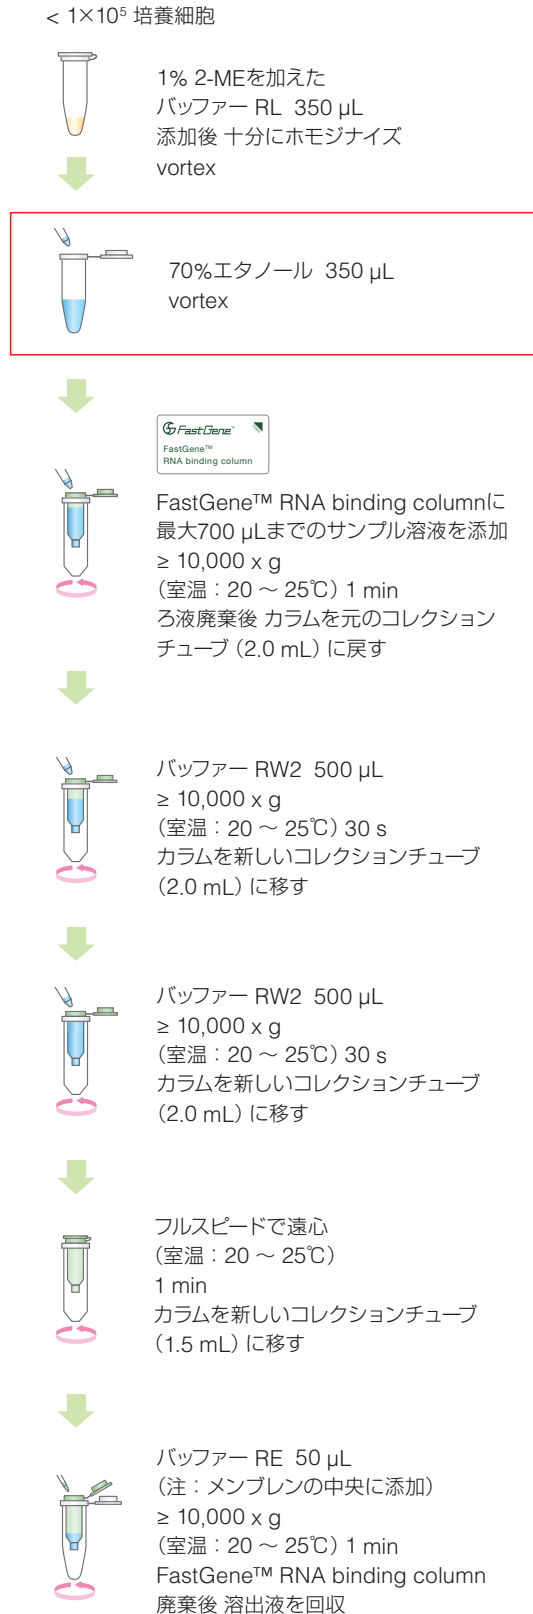 < 1×10⁵ 培養細胞
1% 2-MEを加えた
バッファー RL 350 µL
添加後 十分にホモジナイズ
vortex
70%エタノール 350 µL
vortex
FastGene™
FastGene™
RNA binding column
FastGene™ RNA binding columnに
最大700 µLまでのサンプル溶液を添加
≥ 10,000 x g
（室温：20 ～ 25℃）1 min
ろ液廃棄後 カラムを元のコレクション
チューブ（2.0 mL）に戻す
バッファー RW2 500 µL
≥ 10,000 x g
（室温：20 ～ 25℃）30 s
カラムを新しいコレクションチューブ
（2.0 mL）に移す
バッファー RW2 500 µL
≥ 10,000 x g
（室温：20 ～ 25℃）30 s
カラムを新しいコレクションチューブ
（2.0 mL）に移す
フルスピードで遠心
（室温：20 ～ 25℃）
1 min
カラムを新しいコレクションチューブ
（1.5 mL）に移す
バッファー RE 50 µL
（注：メンブレンの中央に添加）
≥ 10,000 x g
（室温：20 ～ 25℃）1 min
FastGene™ RNA binding column
廃棄後 溶出液を回収